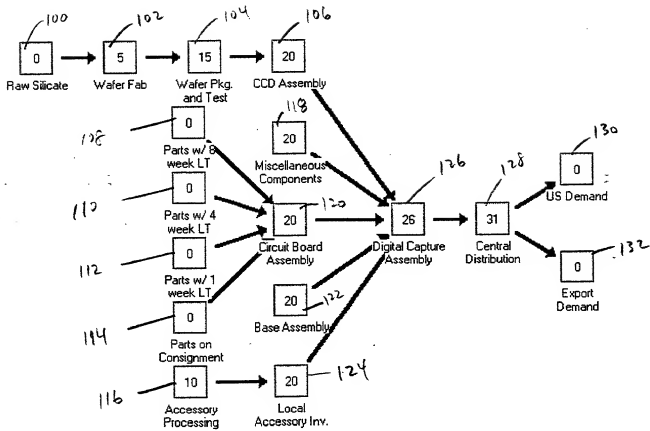 100
102
104
106
0
5
15
20
Raw Silicate
Wafer Fab
Wafer Pkg.
and Test
CCD Assembly
108
0
118
20
Parts w/ 8
week LT
Miscellaneous
Components
126
128
130
0
US Demand
110
0
120
20
26
31
Parts w/ 4
week LT
Circuit Board
Assembly
Digital Capture
Assembly
Central
Distribution
112
0
0
132
Parts w/ 1
week LT
Export
Demand
20
122
Base Assembly
114
0
Parts on
Consignment
116
10
20
124
Accessory
Processing
Local
Accessory Inv.